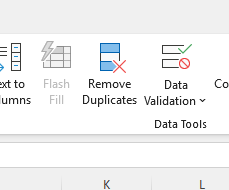 ext to
Flash
Remove
Data
Co
umns
Fill
Duplicates
Validation
Data Tools
K
L